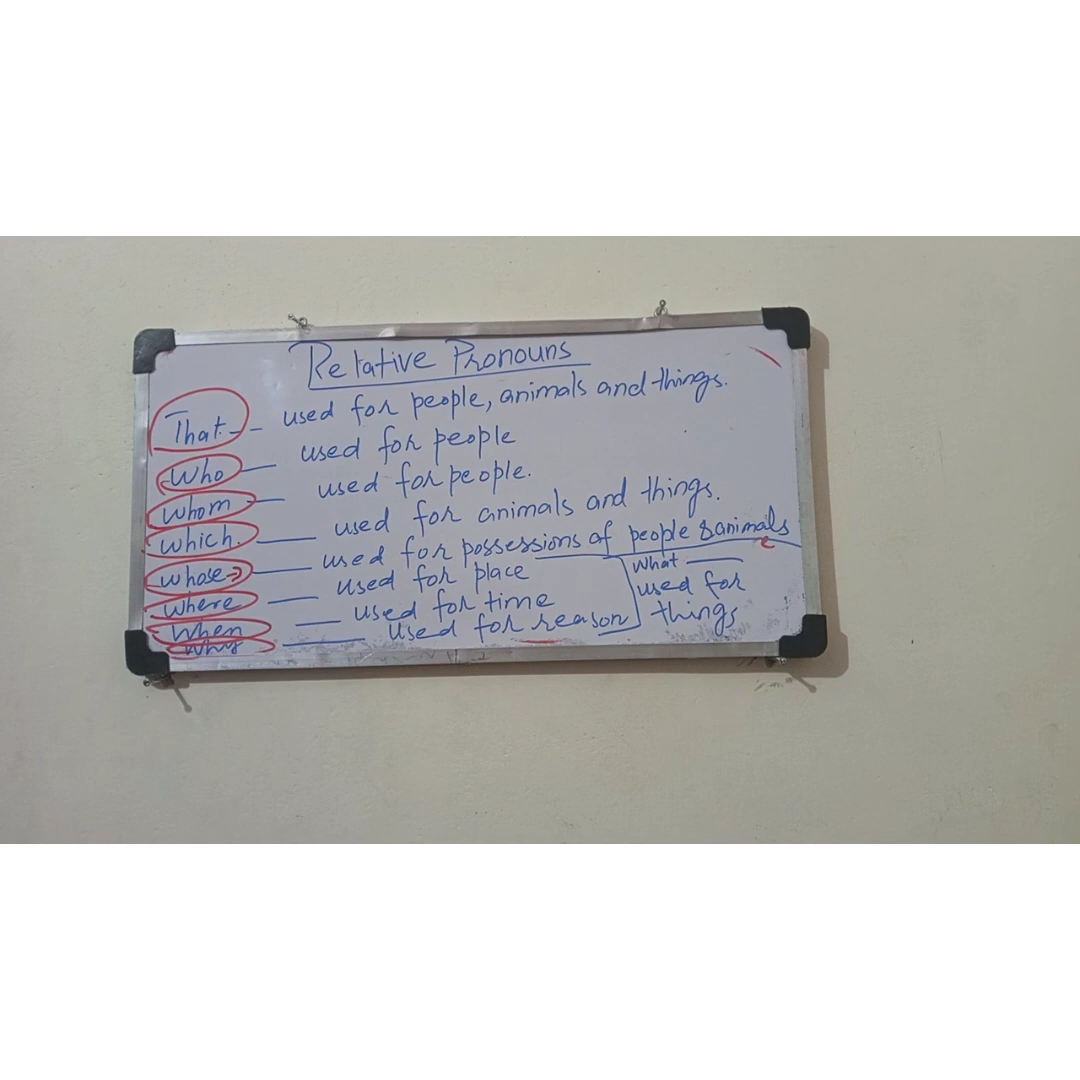 Relative Pronouns
That -- used for people, animals and things.
Who — used for people
whom — used for people.
which. — used for animals and things.
whose → — used for possessions of people & animals
where — used for place
when — used for time
why — used for reason
what —
used for
things